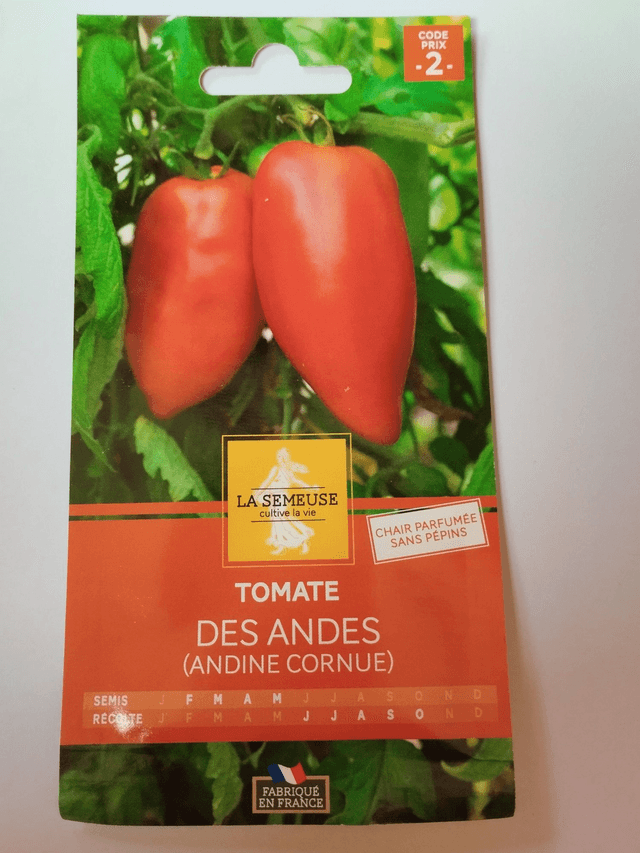 CODE
PRIX
-2-
LA SEMEUSE
cultive la vie
CHAIR PARFUMÉE
SANS PÉPINS
TOMATE
DES ANDES
(ANDINE CORNUE)
SEMIS J F M A M J J A S O N D
RÉCOLTE J F M A M J J A S O N D
FABRIQUÉ
EN FRANCE